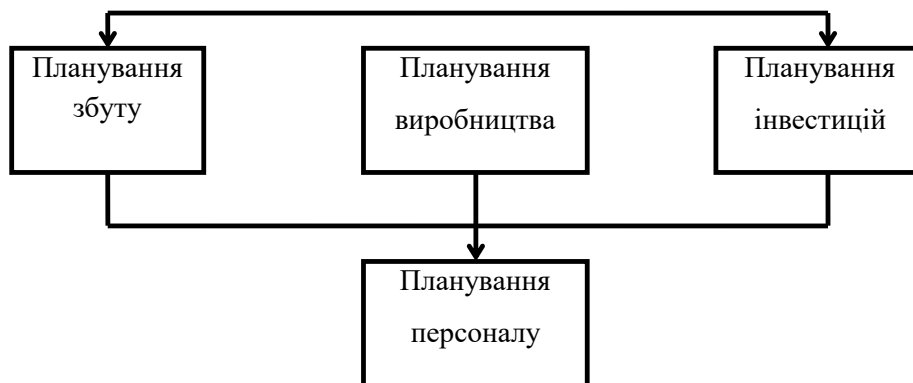 Планування
збуту
Планування
виробництва
Планування
інвестицій
Планування
персоналу